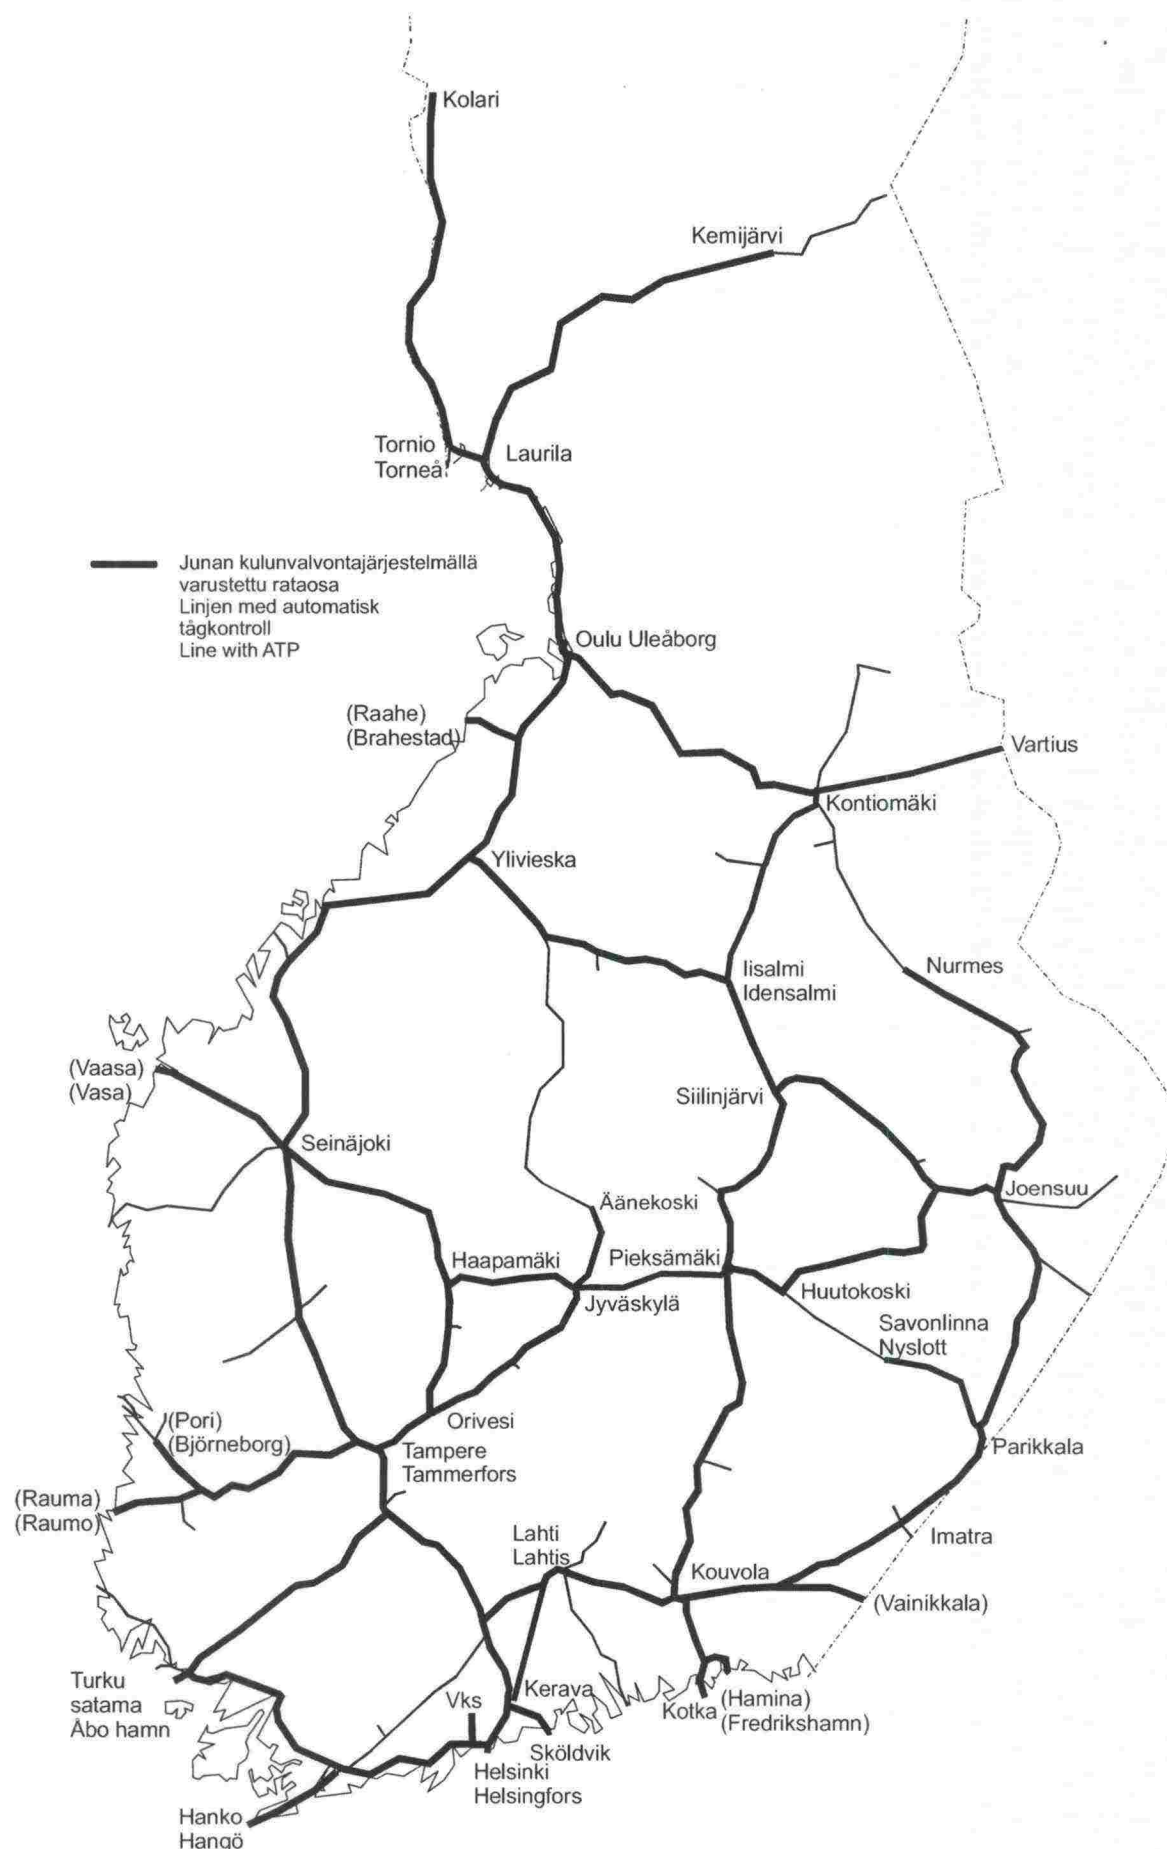 Kolari
Kemijärvi
Tornio
Torneå
Laurila
Junan kulunvalvontajärjestelmällä
varustettu rataosa
Linjen med automatisk
tågkontroll
Line with ATP
Oulu Uleåborg
(Raahe)
(Brahestad)
Vartius
Kontiomäki
Ylivieska
Iisalmi
Idensalmi
Nurmes
(Vaasa)
(Vasa)
Siilinjärvi
Seinäjoki
Joensuu
Äänekoski
Haapamäki
Pieksämäki
Jyväskylä
Huutokoski
Savonlinna
Nyslott
(Pori)
(Björneborg)
Orivesi
Tampere
Tammerfors
Parikkala
(Rauma)
(Raumo)
Lahti
Lahtis
Imatra
Kouvola
(Vainikkala)
Turku
satama
Åbo hamn
Vks
Kerava
Kotka
(Hamina)
(Fredrikshamn)
Sköldvik
Helsinki
Helsingfors
Hanko
Hangö